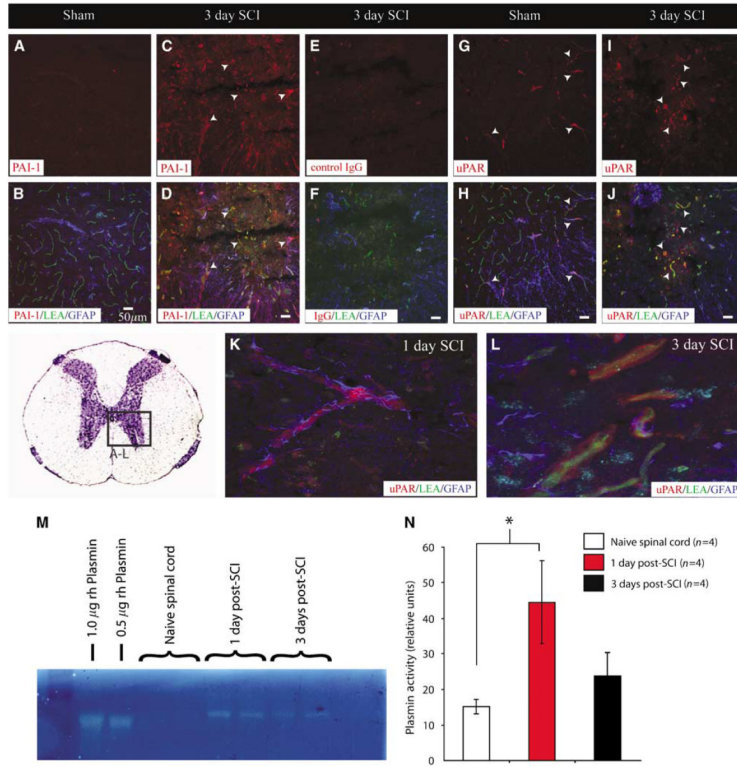 Sham
3 day SCI
3 day SCI
Sham
3 day SCI
A
C
E
G
I
PAI-1
PAI-1
control IgG
uPAR
uPAR
B
D
F
H
J
50μm
PAI-1/LEA/GFAP
PAI-1/LEA/GFAP
IgG/LEA/GFAP
uPAR/LEA/GFAP
uPAR/LEA/GFAP
A-L
K
1 day SCI
uPAR/LEA/GFAP
L
3 day SCI
uPAR/LEA/GFAP
M
1.0 μg rh Plasmin
0.5 μg rh Plasmin
Naive spinal cord
1 day post-SCI
3 days post-SCI
N
*
Naive spinal cord (n=4)
1 day post-SCI (n=4)
3 days post-SCI (n=4)
Plasmin activity (relative units)
60
50
40
30
20
10
0